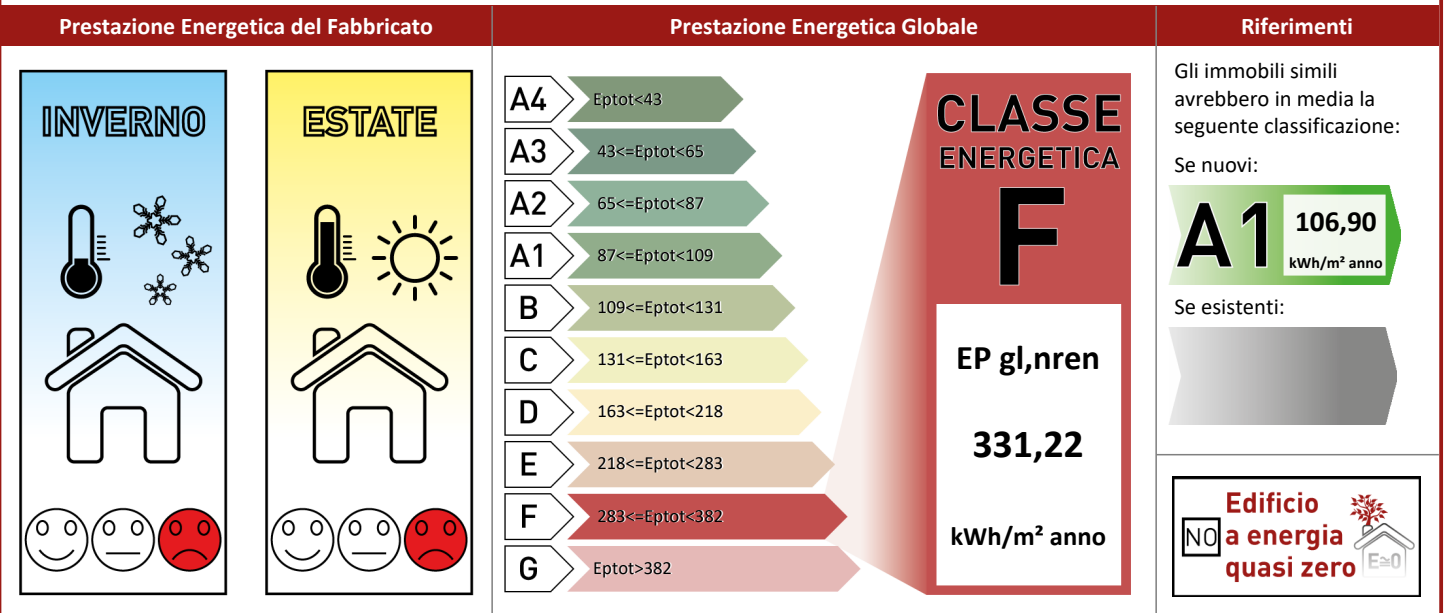 Prestazione Energetica del Fabbricato
Prestazione Energetica Globale
Riferimenti
INVERNO
ESTATE
A4
Eptot<43
A3
43<=Eptot<65
A2
65<=Eptot<87
A1
87<=Eptot<109
B
109<=Eptot<131
C
131<=Eptot<163
D
163<=Eptot<218
E
218<=Eptot<283
F
283<=Eptot<382
G
Eptot>382
CLASSE
ENERGETICA
F
EP gl,nren
331,22
kWh/m² anno
Gli immobili simili
avrebbero in media la
seguente classificazione:
Se nuovi:
A1
106,90
kWh/m² anno
Se esistenti:
Edificio
NO a energia
quasi zero
E≅0